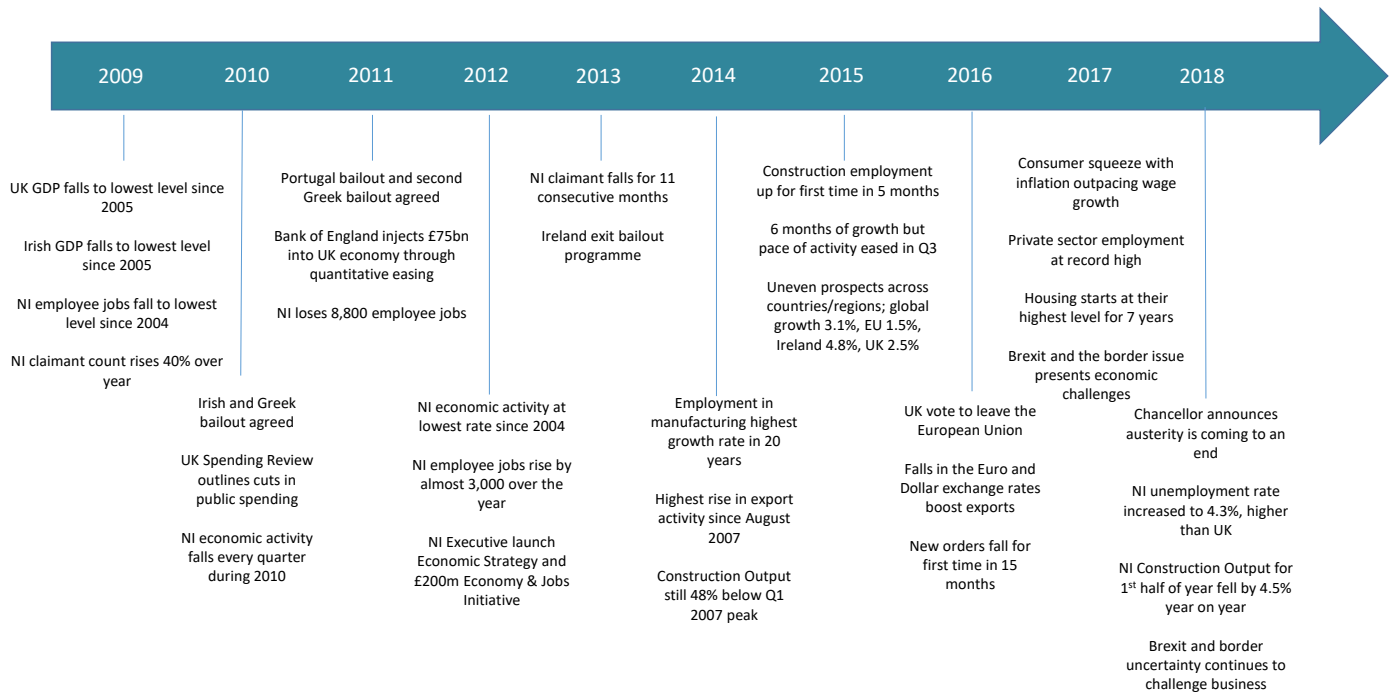 2009
2010
2011
2012
2013
2014
2015
2016
2017
2018
UK GDP falls to lowest level since
2005
Irish GDP falls to lowest level
since 2005
NI employee jobs fall to lowest
level since 2004
NI claimant count rises 40% over
year
Irish and Greek
bailout agreed
UK Spending Review
outlines cuts in
public spending
NI economic activity
falls every quarter
during 2010
Portugal bailout and second
Greek bailout agreed
Bank of England injects £75bn
into UK economy through
quantitative easing
NI loses 8,800 employee jobs
NI economic activity at
lowest rate since 2004
NI employee jobs rise by
almost 3,000 over the
year
NI Executive launch
Economic Strategy and
£200m Economy & Jobs
Initiative
NI claimant falls for 11
consecutive months
Ireland exit bailout
programme
Employment in
manufacturing highest
growth rate in 20
years
Highest rise in export
activity since August
2007
Construction Output
still 48% below Q1
2007 peak
Construction employment
up for first time in 5 months
6 months of growth but
pace of activity eased in Q3
Uneven prospects across
countries/regions; global
growth 3.1%, EU 1.5%,
Ireland 4.8%, UK 2.5%
UK vote to leave the
European Union
Falls in the Euro and
Dollar exchange rates
boost exports
New orders fall for
first time in 15
months
Consumer squeeze with
inflation outpacing wage
growth
Private sector employment
at record high
Housing starts at their
highest level for 7 years
Brexit and the border issue
presents economic
challenges
Chancellor announces
austerity is coming to an
end
NI unemployment rate
increased to 4.3%, higher
than UK
NI Construction Output for
1st half of year fell by 4.5%
year on year
Brexit and border
uncertainty continues to
challenge business